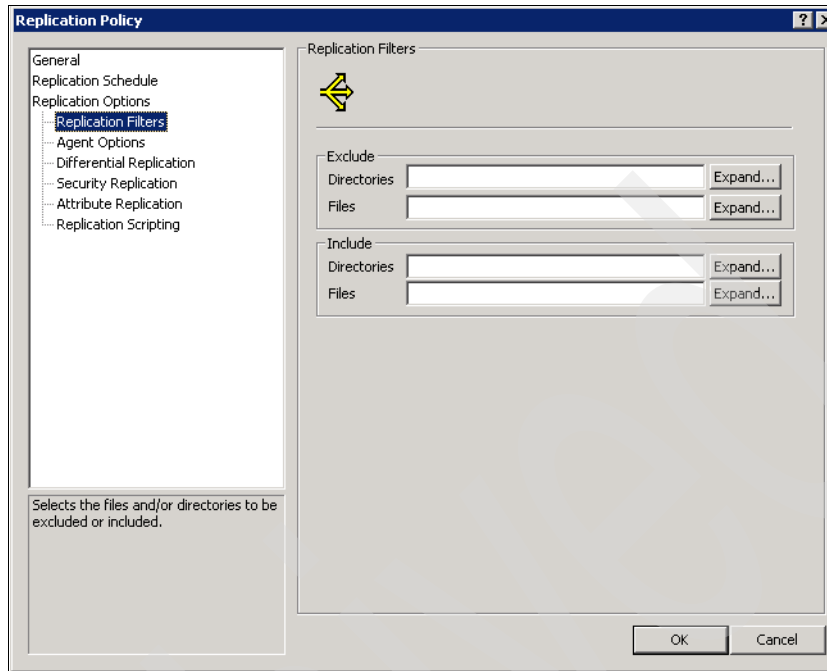 Replication Policy
General
Replication Schedule
Replication Options
Replication Filters
Agent Options
Differential Replication
Security Replication
Attribute Replication
Replication Scripting
Selects the files and/or directories to be
excluded or included.
Replication Filters
Exclude
Directories Expand...
Files Expand...
Include
Directories Expand...
Files Expand...
OK Cancel